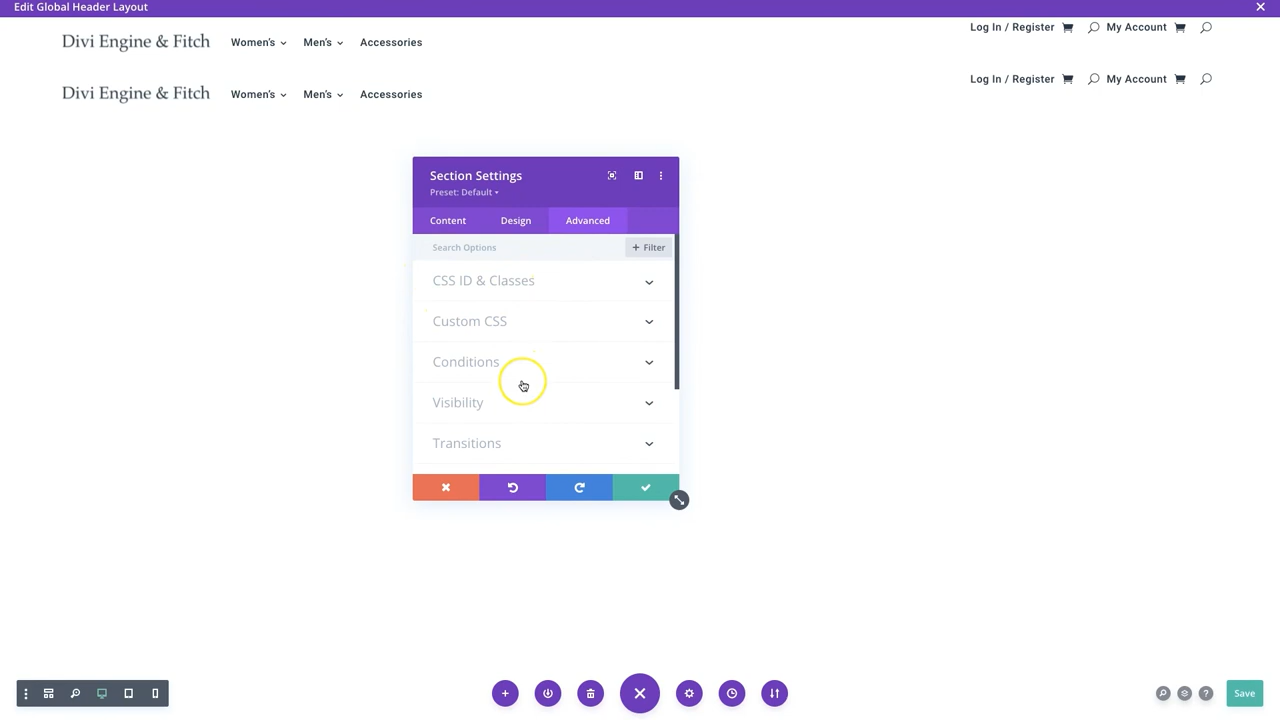 Edit Global Header Layout
Divi Engine & Fitch Women's Men's Accessories Log In / Register My Account
Divi Engine & Fitch Women's Men's Accessories Log In / Register My Account
Section Settings
Preset: Default
Content Design Advanced
Search Options + Filter
CSS ID & Classes
Custom CSS
Conditions
Visibility
Transitions
Save